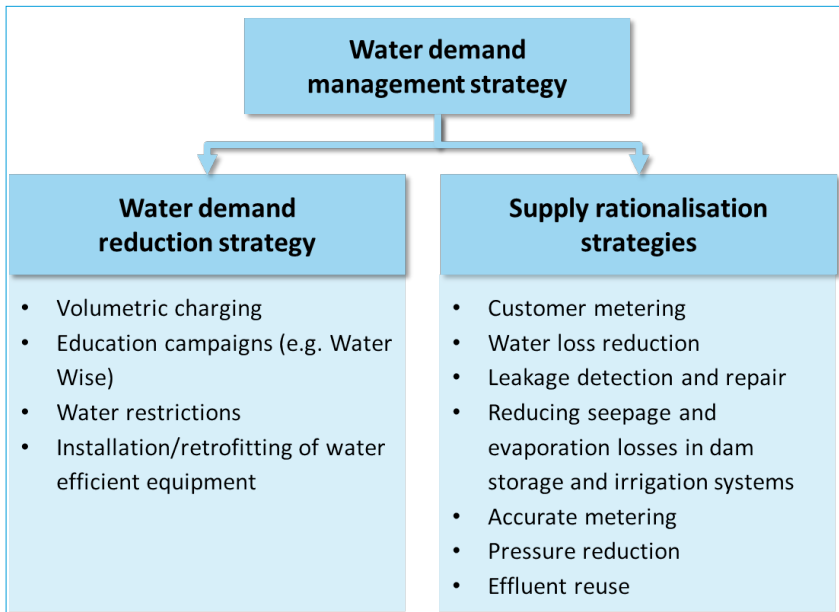 Water demand
management strategy
Water demand
reduction strategy
• Volumetric charging
• Education campaigns (e.g. Water
Wise)
• Water restrictions
• Installation/retrofitting of water
efficient equipment
Supply rationalisation
strategies
• Customer metering
• Water loss reduction
• Leakage detection and repair
• Reducing seepage and
evaporation losses in dam
storage and irrigation systems
• Accurate metering
• Pressure reduction
• Effluent reuse